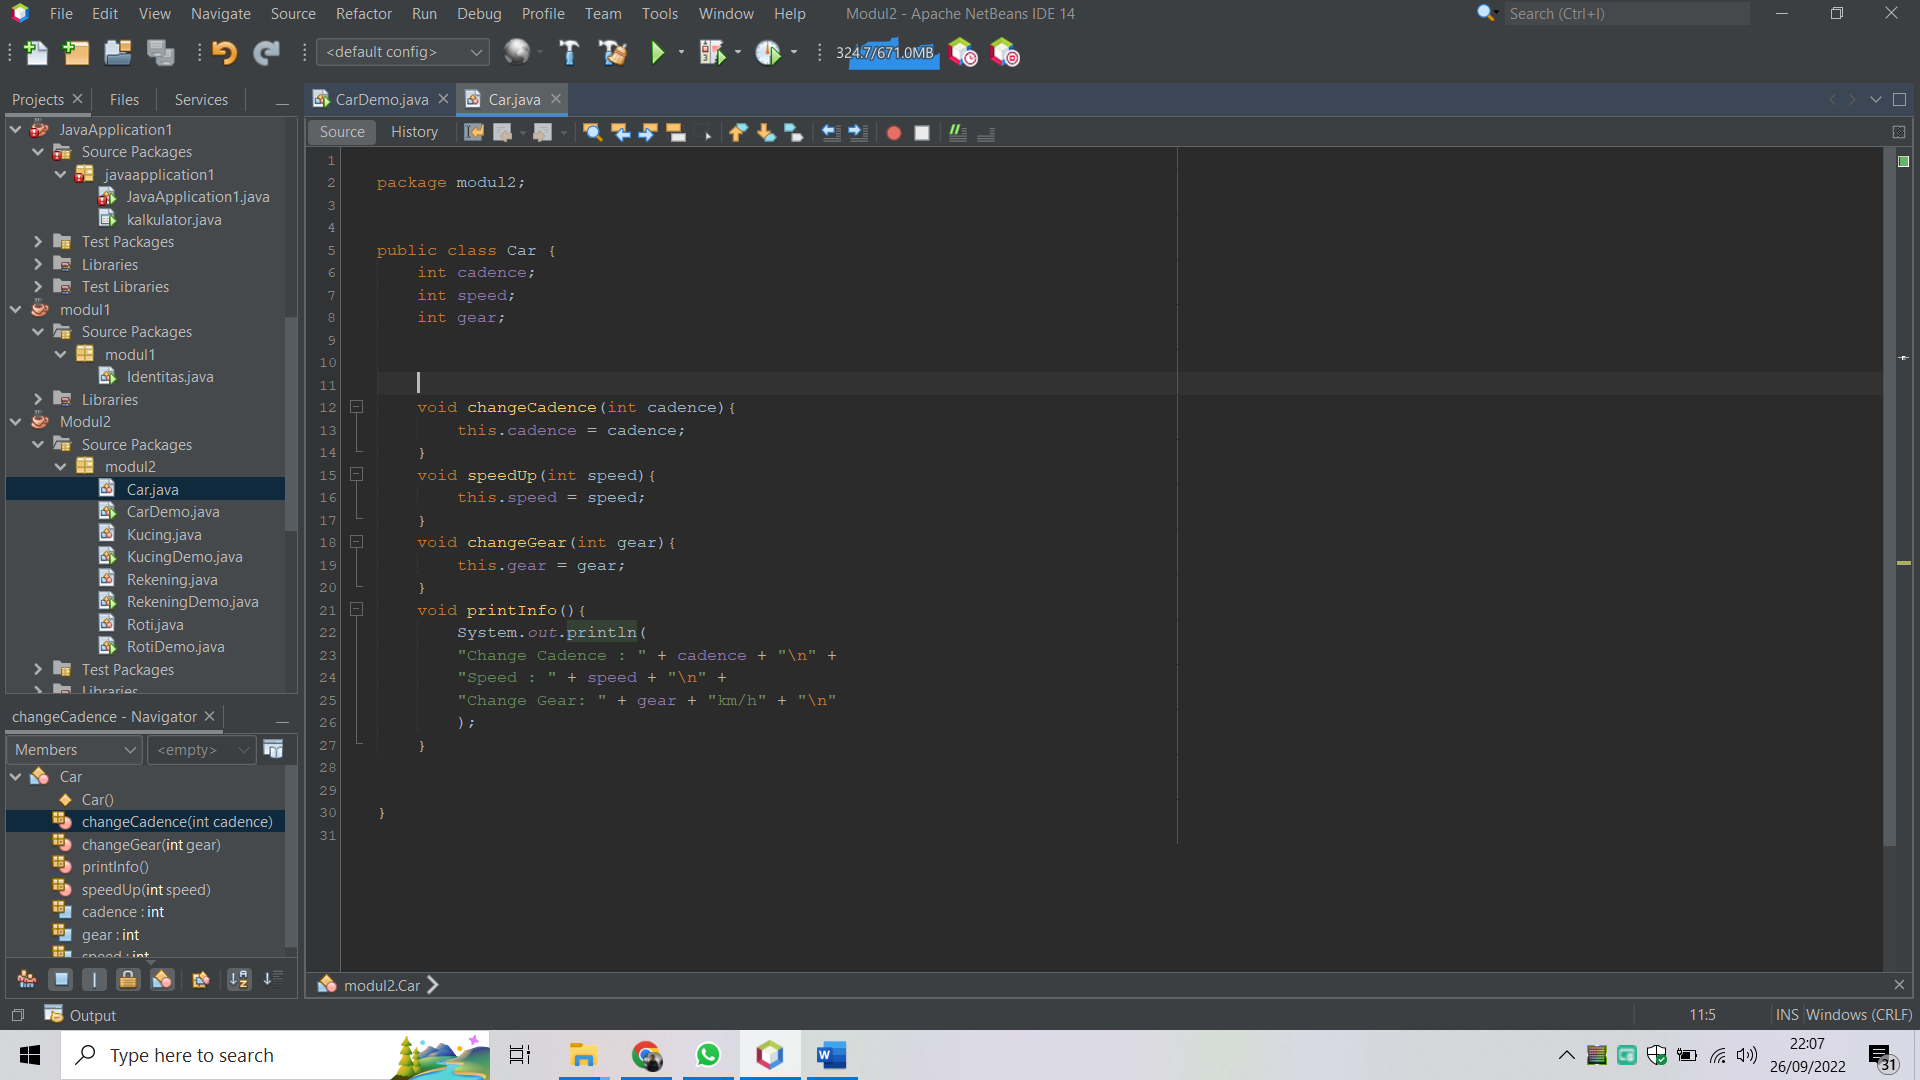 File Edit View Navigate Source Refactor Run Debug Profile Team Tools Window Help Modul2 - Apache NetBeans IDE 14 Search (Ctrl+I)
<default config> 324.7/671.0MB
Projects Files Services CarDemo.java Car.java
Source History
JavaApplication1
Source Packages
javaapplication1
JavaApplication1.java
kalkulator.java
Test Packages
Libraries
Test Libraries
modul1
Source Packages
modul1
Identitas.java
Libraries
Modul2
Source Packages
modul2
Car.java
CarDemo.java
Kucing.java
KucingDemo.java
Rekening.java
RekeningDemo.java
Roti.java
RotiDemo.java
Test Packages
Libraries
changeCadence - Navigator
Members <empty>
Car
Car()
changeCadence(int cadence)
changeGear(int gear)
printInfo()
speedUp(int speed)
cadence : int
gear : int
speed : int
1
2 package modul2;
3
4
5 public class Car {
6 int cadence;
7 int speed;
8 int gear;
9
10
11
12 void changeCadence(int cadence){
13 this.cadence = cadence;
14 }
15 void speedUp(int speed){
16 this.speed = speed;
17 }
18 void changeGear(int gear){
19 this.gear = gear;
20 }
21 void printInfo(){
22 System.out.println(
23 "Change Cadence : " + cadence + "\n" +
24 "Speed : " + speed + "\n" +
25 "Change Gear: " + gear + "km/h" + "\n"
26 );
27 }
28
29
30 }
31
modul2.Car
Output 11:5 INS Windows (CRLF)
Type here to search
22:07
26/09/2022
31